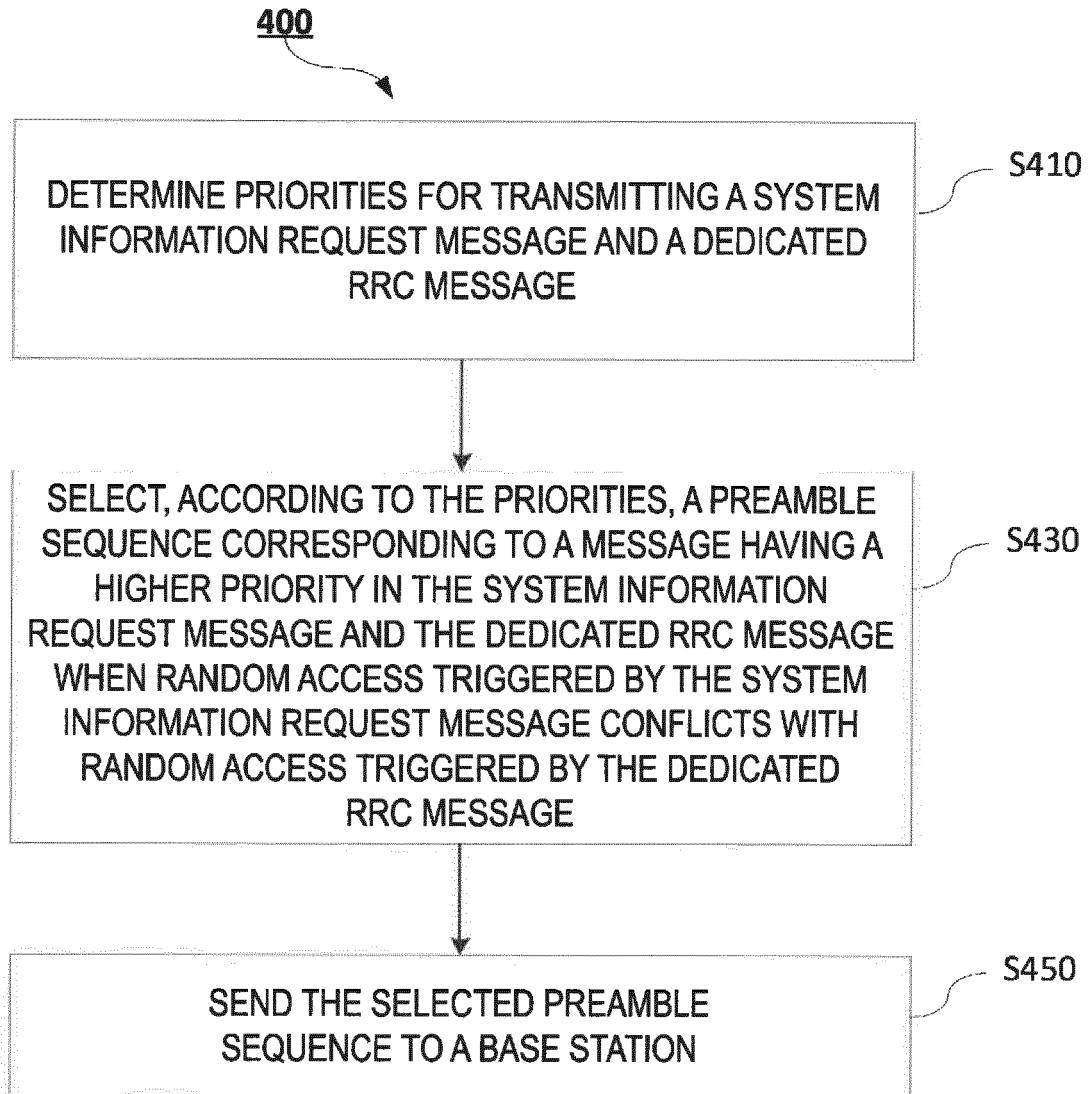 400
DETERMINE PRIORITIES FOR TRANSMITTING A SYSTEM
INFORMATION REQUEST MESSAGE AND A DEDICATED
RRC MESSAGE
S410
SELECT, ACCORDING TO THE PRIORITIES, A PREAMBLE
SEQUENCE CORRESPONDING TO A MESSAGE HAVING A
HIGHER PRIORITY IN THE SYSTEM INFORMATION
REQUEST MESSAGE AND THE DEDICATED RRC MESSAGE
WHEN RANDOM ACCESS TRIGGERED BY THE SYSTEM
INFORMATION REQUEST MESSAGE CONFLICTS WITH
RANDOM ACCESS TRIGGERED BY THE DEDICATED
RRC MESSAGE
S430
SEND THE SELECTED PREAMBLE
SEQUENCE TO A BASE STATION
S450